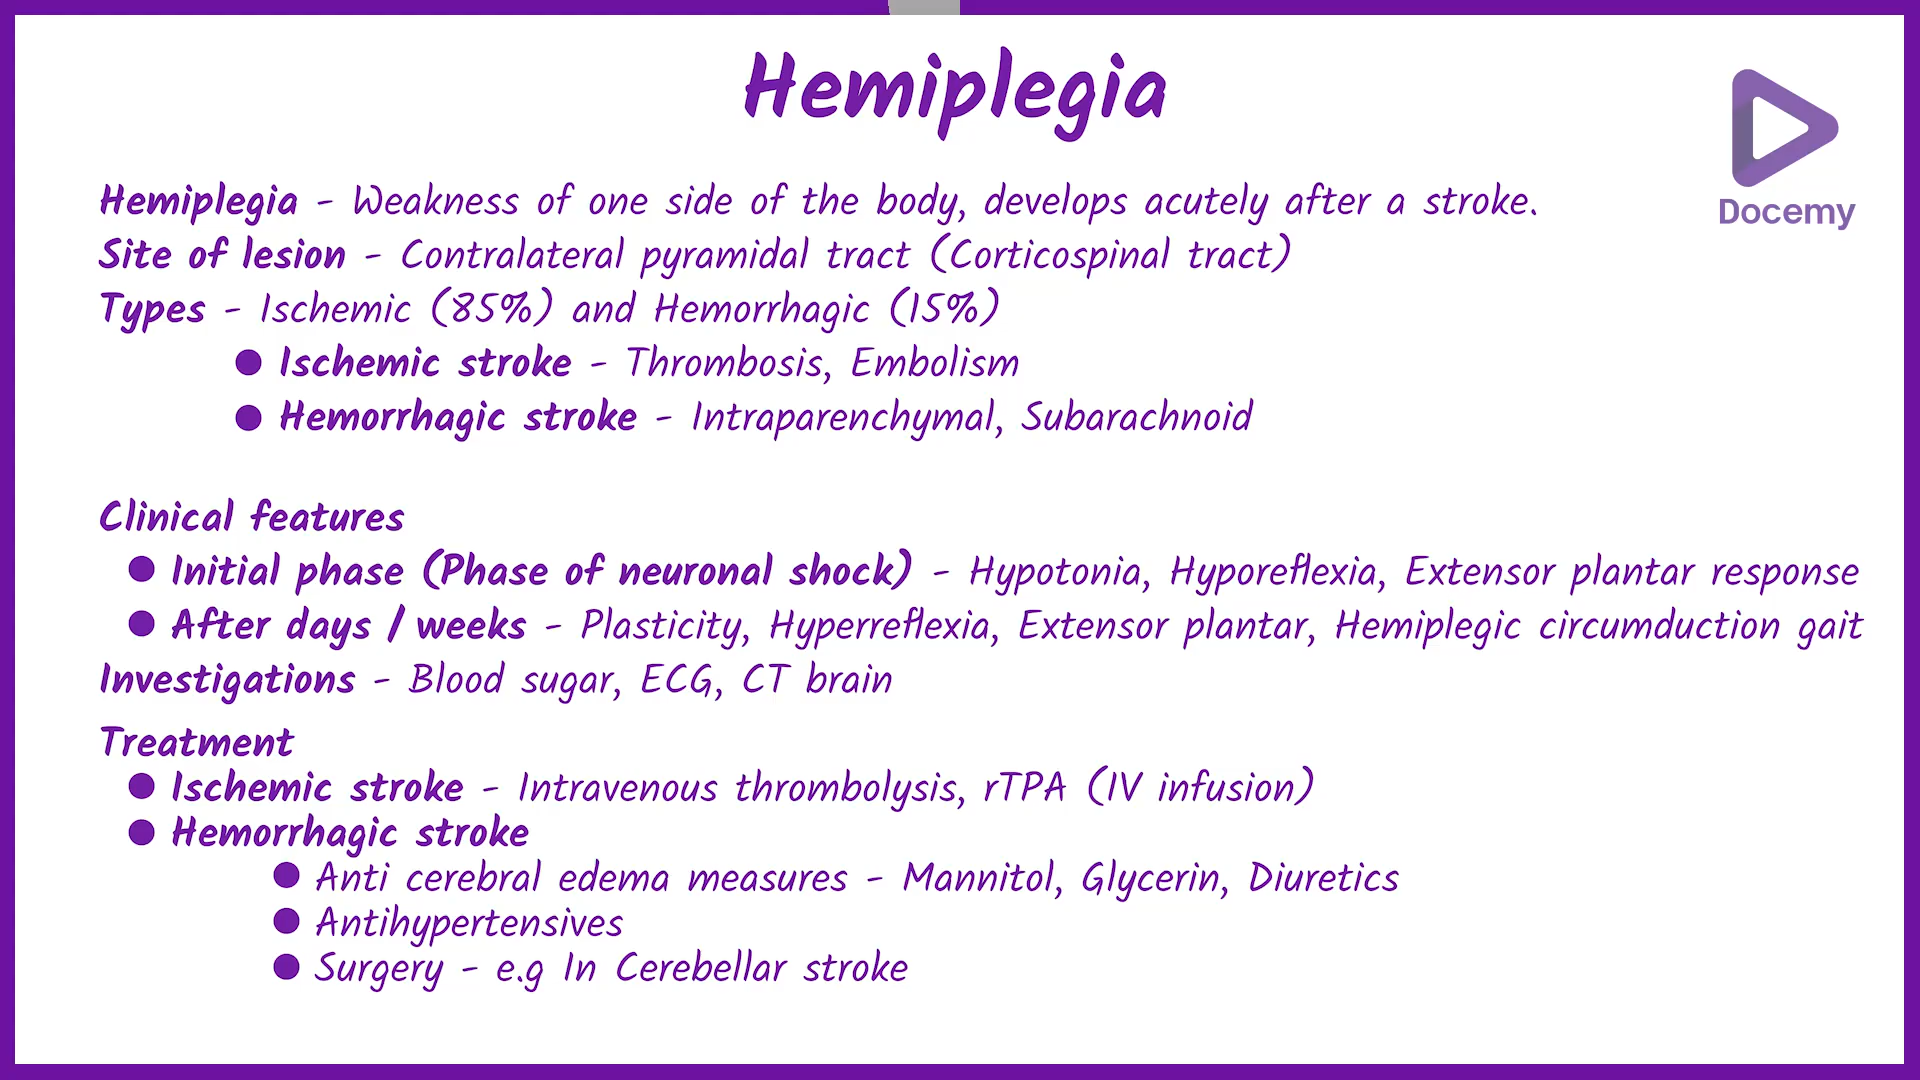 Hemiplegia
Docemy
Hemiplegia - Weakness of one side of the body, develops acutely after a stroke.
Site of lesion - Contralateral pyramidal tract (Corticospinal tract)
Types - Ischemic (85%) and Hemorrhagic (15%)
● Ischemic stroke - Thrombosis, Embolism
● Hemorrhagic stroke - Intraparenchymal, Subarachnoid
Clinical features
● Initial phase (Phase of neuronal shock) - Hypotonia, Hyporeflexia, Extensor plantar response
● After days / weeks - Plasticity, Hyperreflexia, Extensor plantar, Hemiplegic circumduction gait
Investigations - Blood sugar, ECG, CT brain
Treatment
● Ischemic stroke - Intravenous thrombolysis, rTPA (IV infusion)
● Hemorrhagic stroke
● Anti cerebral edema measures - Mannitol, Glycerin, Diuretics
● Antihypertensives
● Surgery - e.g In Cerebellar stroke